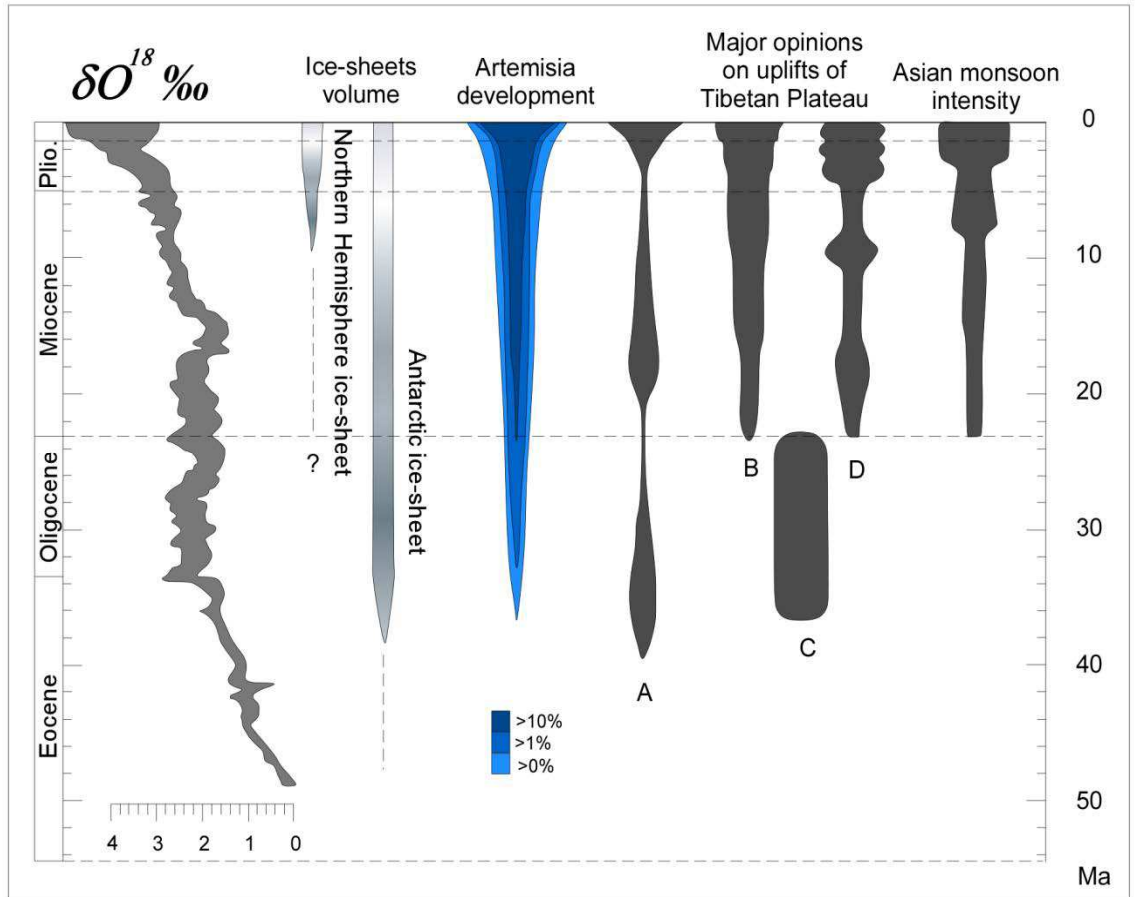 δO¹⁸ ‰
Ice-sheets
volume
Artemisia
development
Major opinions
on uplifts of
Tibetan Plateau
Asian monsoon
intensity
Plio.
Miocene
Oligocene
Eocene
Northern Hemisphere ice-sheet
?
Antarctic ice-sheet
A
B
C
D
>10%
>1%
>0%
4 3 2 1 0
0
10
20
30
40
50
Ma